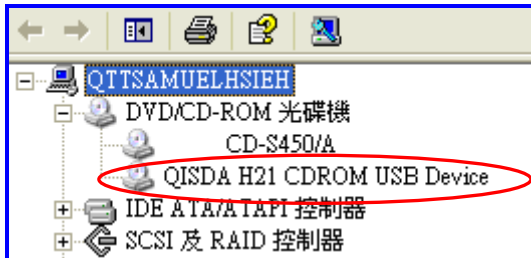 QTTSAMUELHSIEH
DVD/CD-ROM 光碟機
CD-S450/A
QISDA H21 CDROM USB Device
IDE ATA/ATAPI 控制器
SCSI 及 RAID 控制器